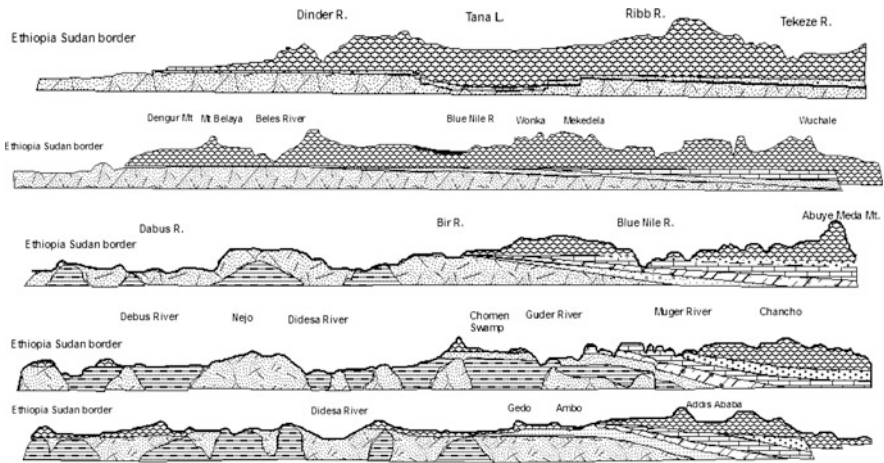 Dinder R. Tana L. Ribb R. Tekeze R.
Ethiopia Sudan border
Dengur Mt Mt Belaya Beles River Blue Nile R Wonka Mekedela Wuchale
Ethiopia Sudan border
Dabus R. Bir R. Blue Nile R. Abuye Meda Mt.
Ethiopia Sudan border
Debus River Nejo Didesa River Chomen Guder River Muger River Chancho
Swamp
Ethiopia Sudan border
Ethiopia Sudan border Didesa River Gedo Ambo Addis Ababa